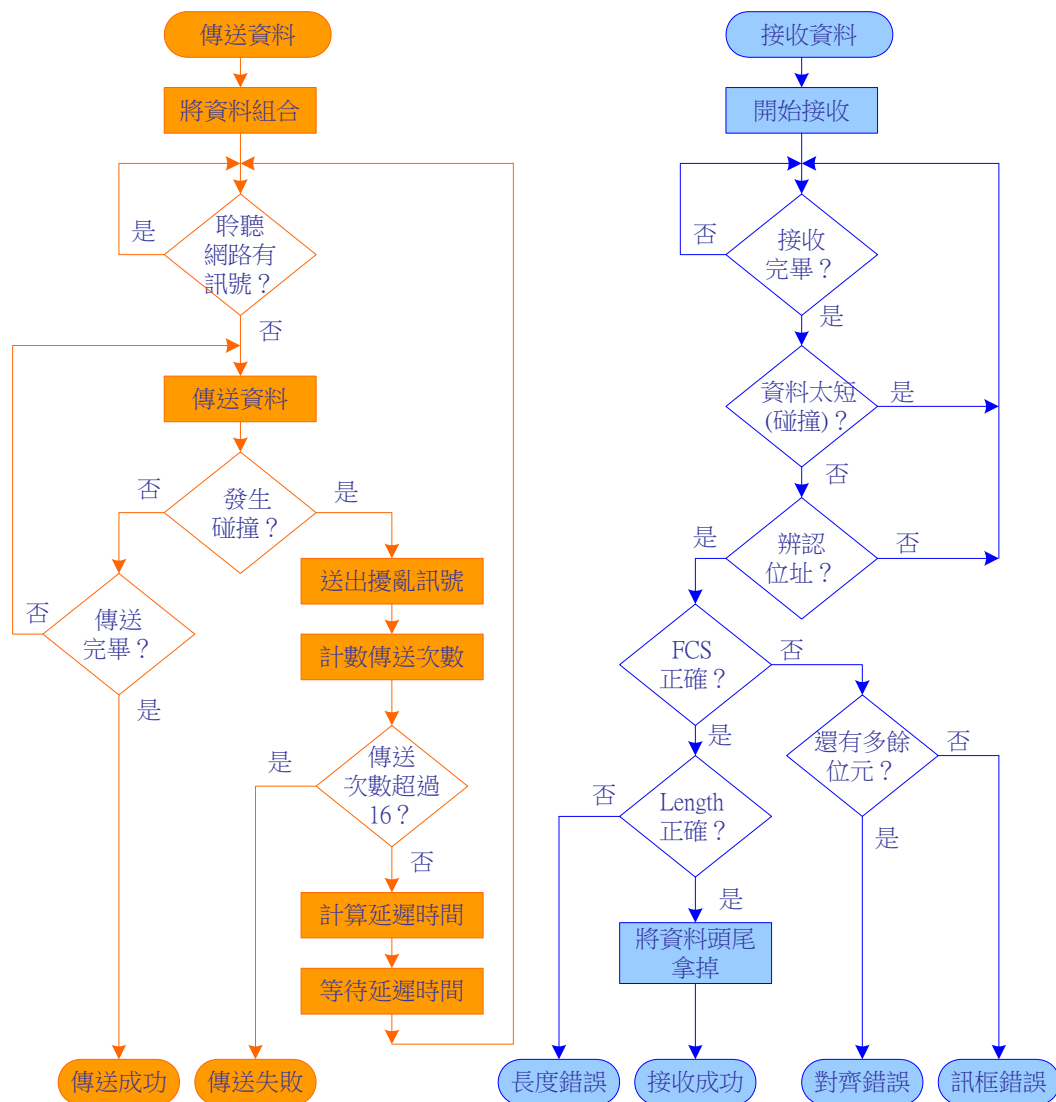 傳送資料
將資料組合
是
聆聽
網路有
訊號？
否
傳送資料
否
發生
碰撞？
是
送出擾亂訊號
否
傳送
完畢？
計數傳送次數
是
是
傳送
次數超過
16？
否
計算延遲時間
等待延遲時間
傳送成功
傳送失敗
接收資料
開始接收
否
接收
完畢？
是
資料太短
(碰撞)？
是
否
是
辨認
位址？
否
FCS
正確？
否
是
還有多餘
位元？
否
否
Length
正確？
是
是
將資料頭尾
拿掉
長度錯誤
接收成功
對齊錯誤
訊框錯誤